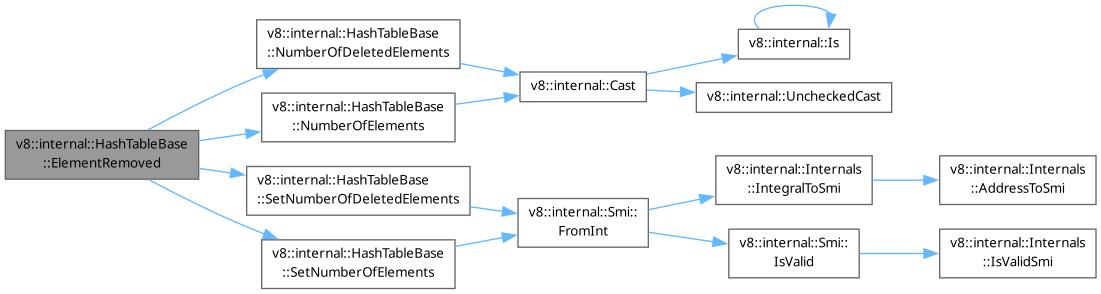 v8::internal::HashTableBase
::ElementRemoved
v8::internal::HashTableBase
::NumberOfDeletedElements
v8::internal::HashTableBase
::NumberOfElements
v8::internal::HashTableBase
::SetNumberOfDeletedElements
v8::internal::HashTableBase
::SetNumberOfElements
v8::internal::Cast
v8::internal::Is
v8::internal::UncheckedCast
v8::internal::Smi::
FromInt
v8::internal::Internals
::IntegralToSmi
v8::internal::Internals
::AddressToSmi
v8::internal::Smi::
IsValid
v8::internal::Internals
::IsValidSmi